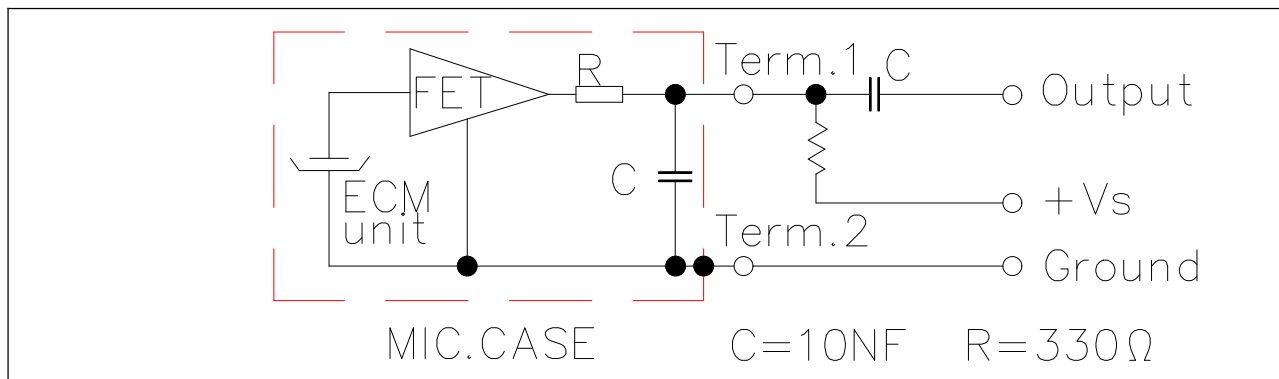 Term.1
C
R
FET
Output
C
ECM
unit
+Vs
Term.2
Ground
MIC.CASE
C=10NF R=330Ω